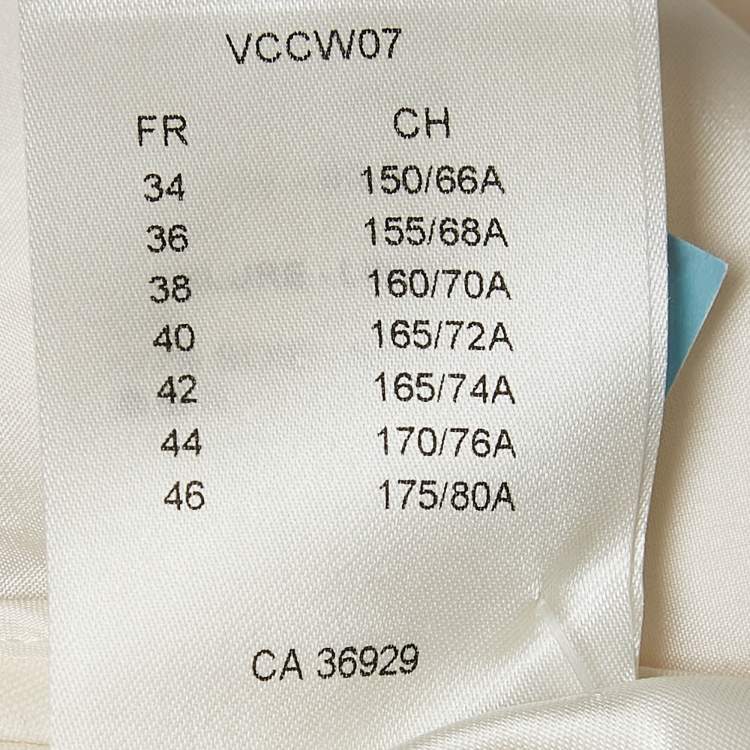 VCCW07
FR CH
34 150/66A
36 155/68A
38 160/70A
40 165/72A
42 165/74A
44 170/76A
46 175/80A
CA 36929